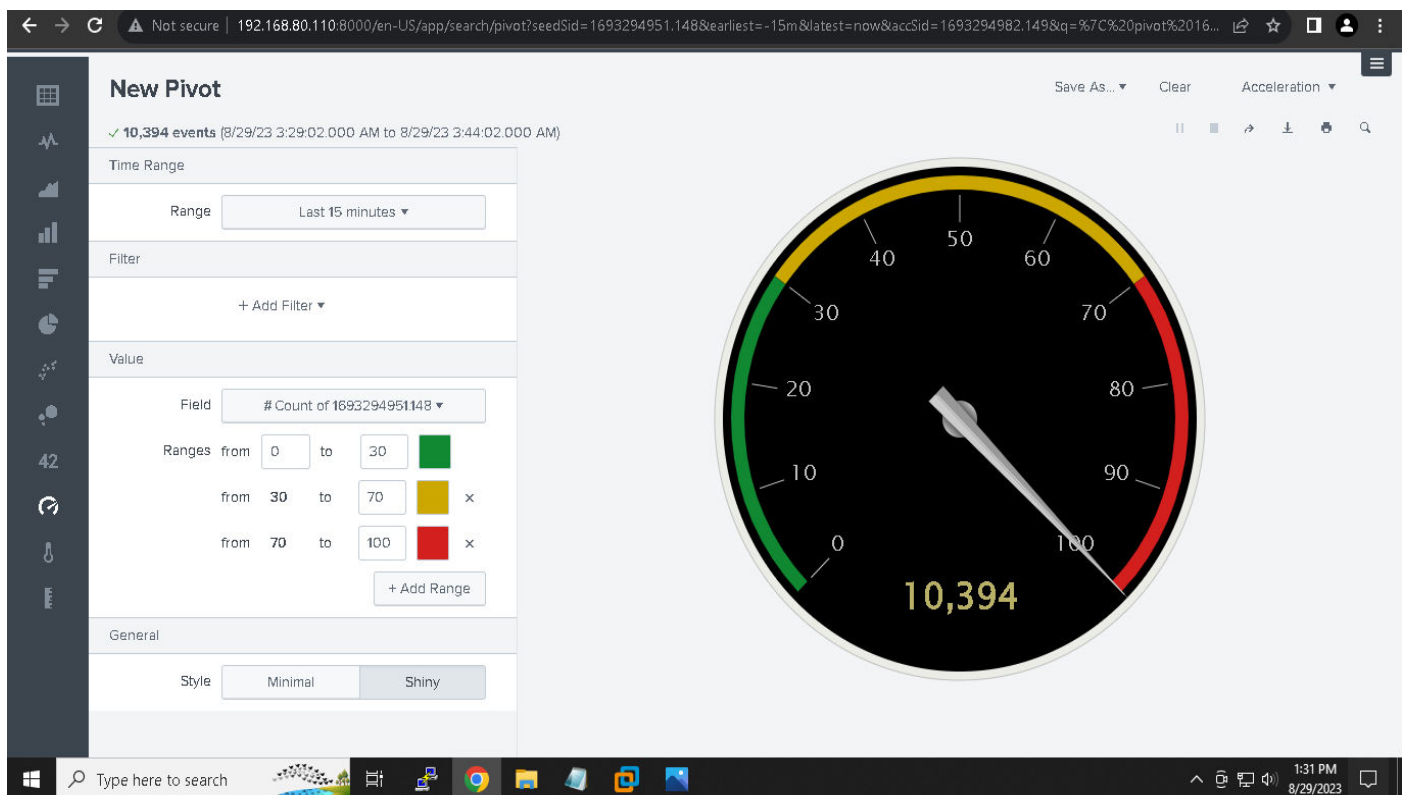 Not secure | 192.168.80.110:8000/en-US/app/search/pivot?seedSid=1693294951.148&earliest=-15m&latest=now&accSid=1693294982.149&q=%7C%20pivot%2016...
New Pivot
Save As...
Clear
Acceleration
✓ 10,394 events (8/29/23 3:29:02.000 AM to 8/29/23 3:44:02.000 AM)
Time Range
Range Last 15 minutes
Filter
+ Add Filter
Value
Field # Count of 1693294951.148
Ranges from 0 to 30
from 30 to 70 ×
from 70 to 100 ×
+ Add Range
General
Style Minimal Shiny
42
0
10
20
30
40
50
60
70
80
90
100
10,394
Type here to search
1:31 PM
8/29/2023